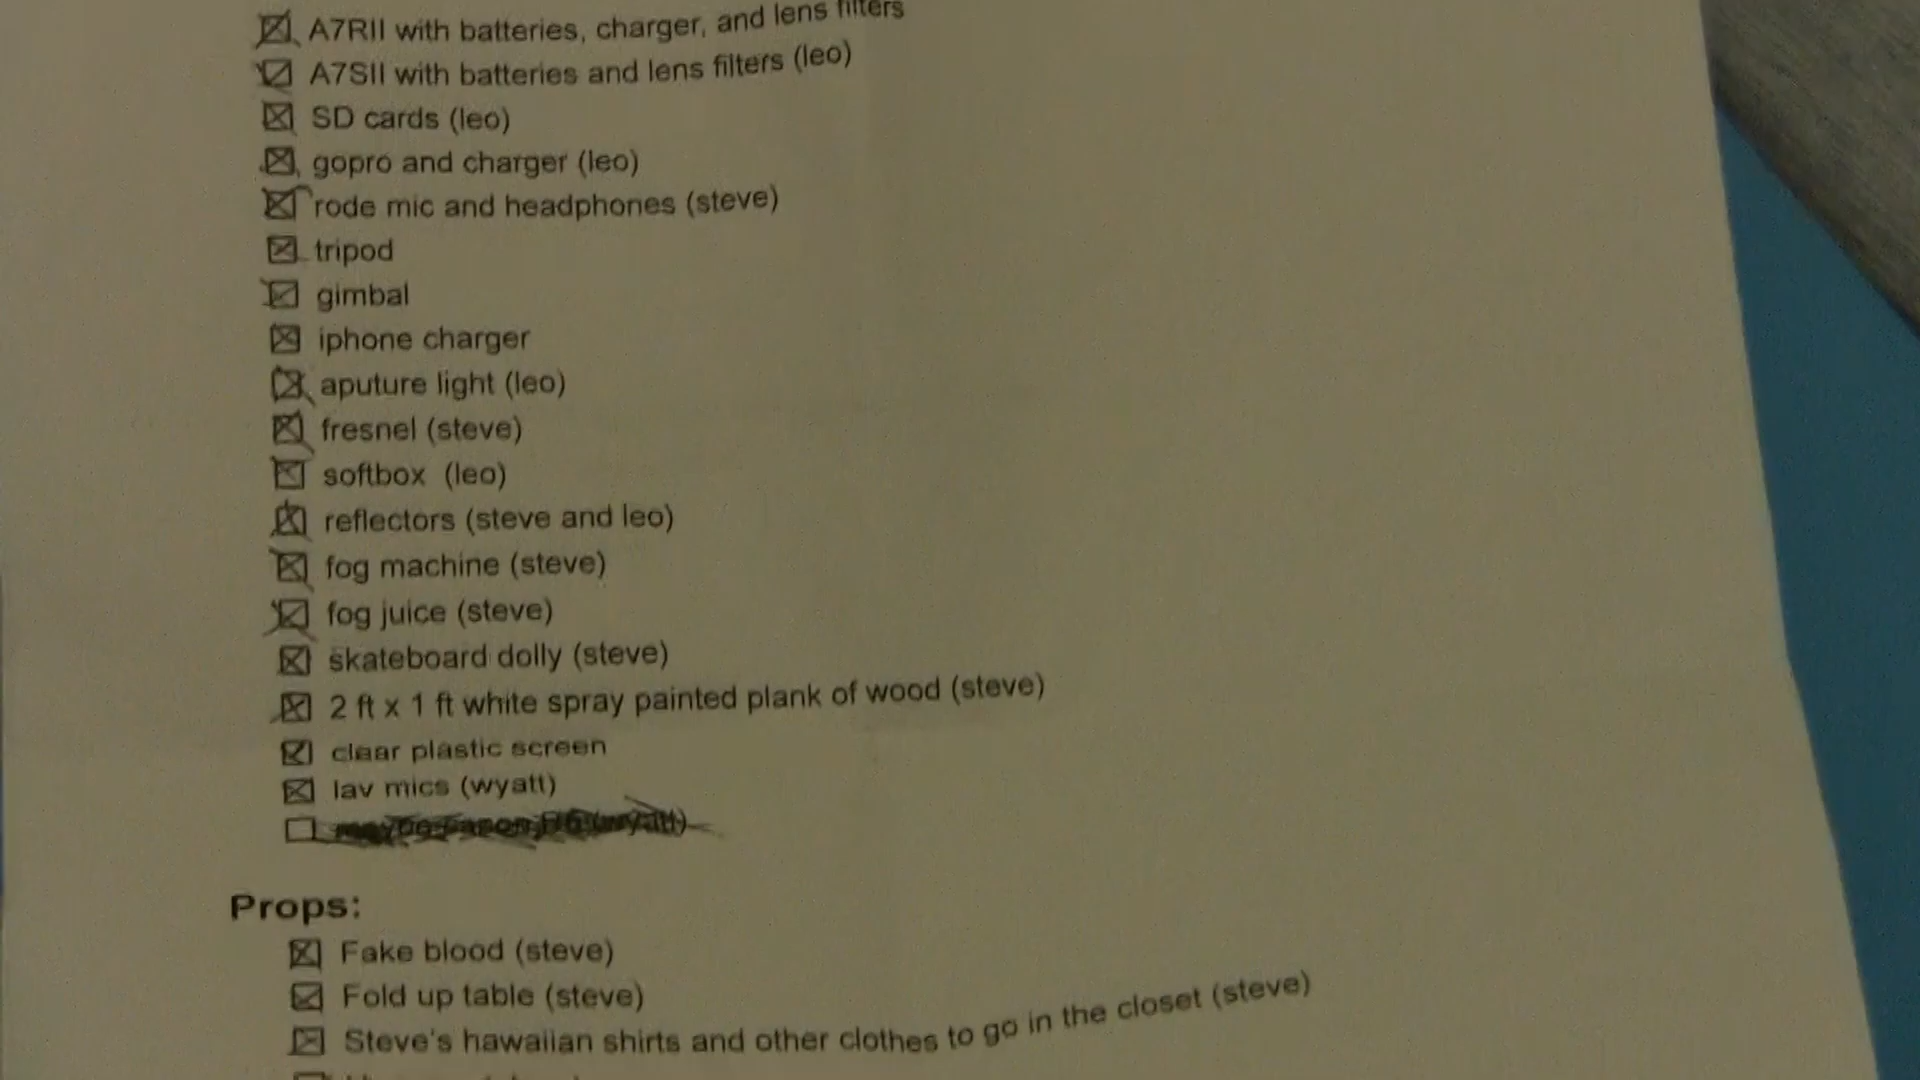 A7RII with batteries, charger, and lens filters
A7SII with batteries and lens filters (leo)
SD cards (leo)
gopro and charger (leo)
rode mic and headphones (steve)
tripod
gimbal
iphone charger
aputure light (leo)
fresnel (steve)
softbox (leo)
reflectors (steve and leo)
fog machine (steve)
fog juice (steve)
skateboard dolly (steve)
2 ft x 1 ft white spray painted plank of wood (steve)
clear plastic screen
lav mics (wyatt)
(wyatt)
Props:
Fake blood (steve)
Fold up table (steve)
Steve's hawaiian shirts and other clothes to go in the closet (steve)